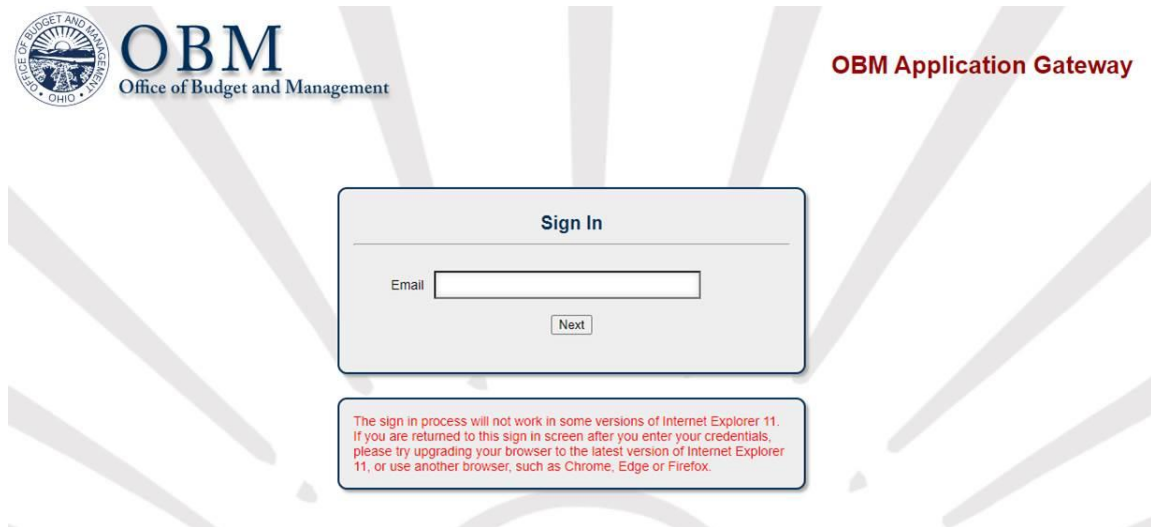 OFFICE OF BUDGET AND MANAGEMENT
OHIO
OBM
Office of Budget and Management
OBM Application Gateway
Sign In
Email
Next
The sign in process will not work in some versions of Internet Explorer 11.
If you are returned to this sign in screen after you enter your credentials,
please try upgrading your browser to the latest version of Internet Explorer
11, or use another browser, such as Chrome, Edge or Firefox.